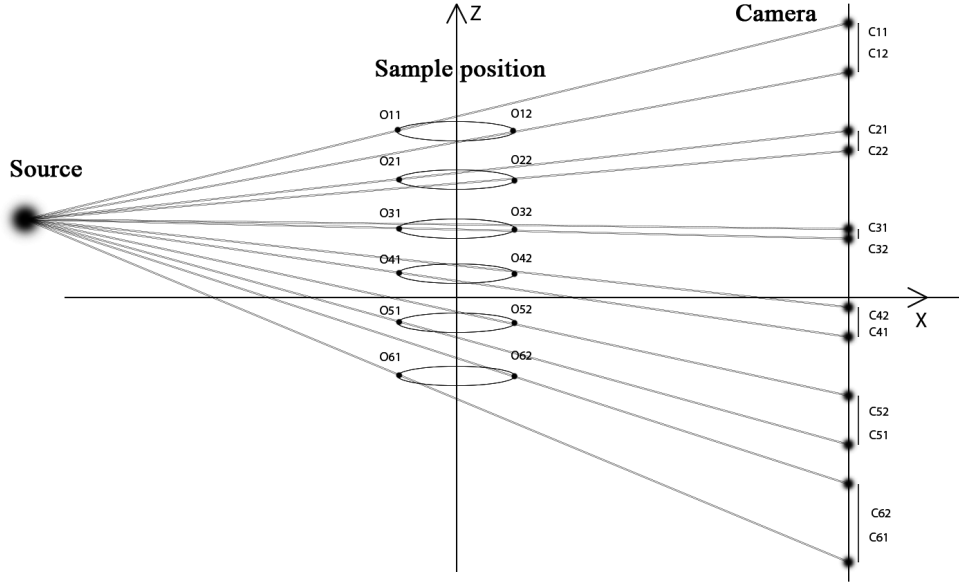 Z
Camera
C11
C12
Sample position
O11
O12
C21
C22
O21
O22
Source
O31
O32
C31
C32
O41
O42
X
C42
C41
O51
O52
O61
O62
C52
C51
C62
C61